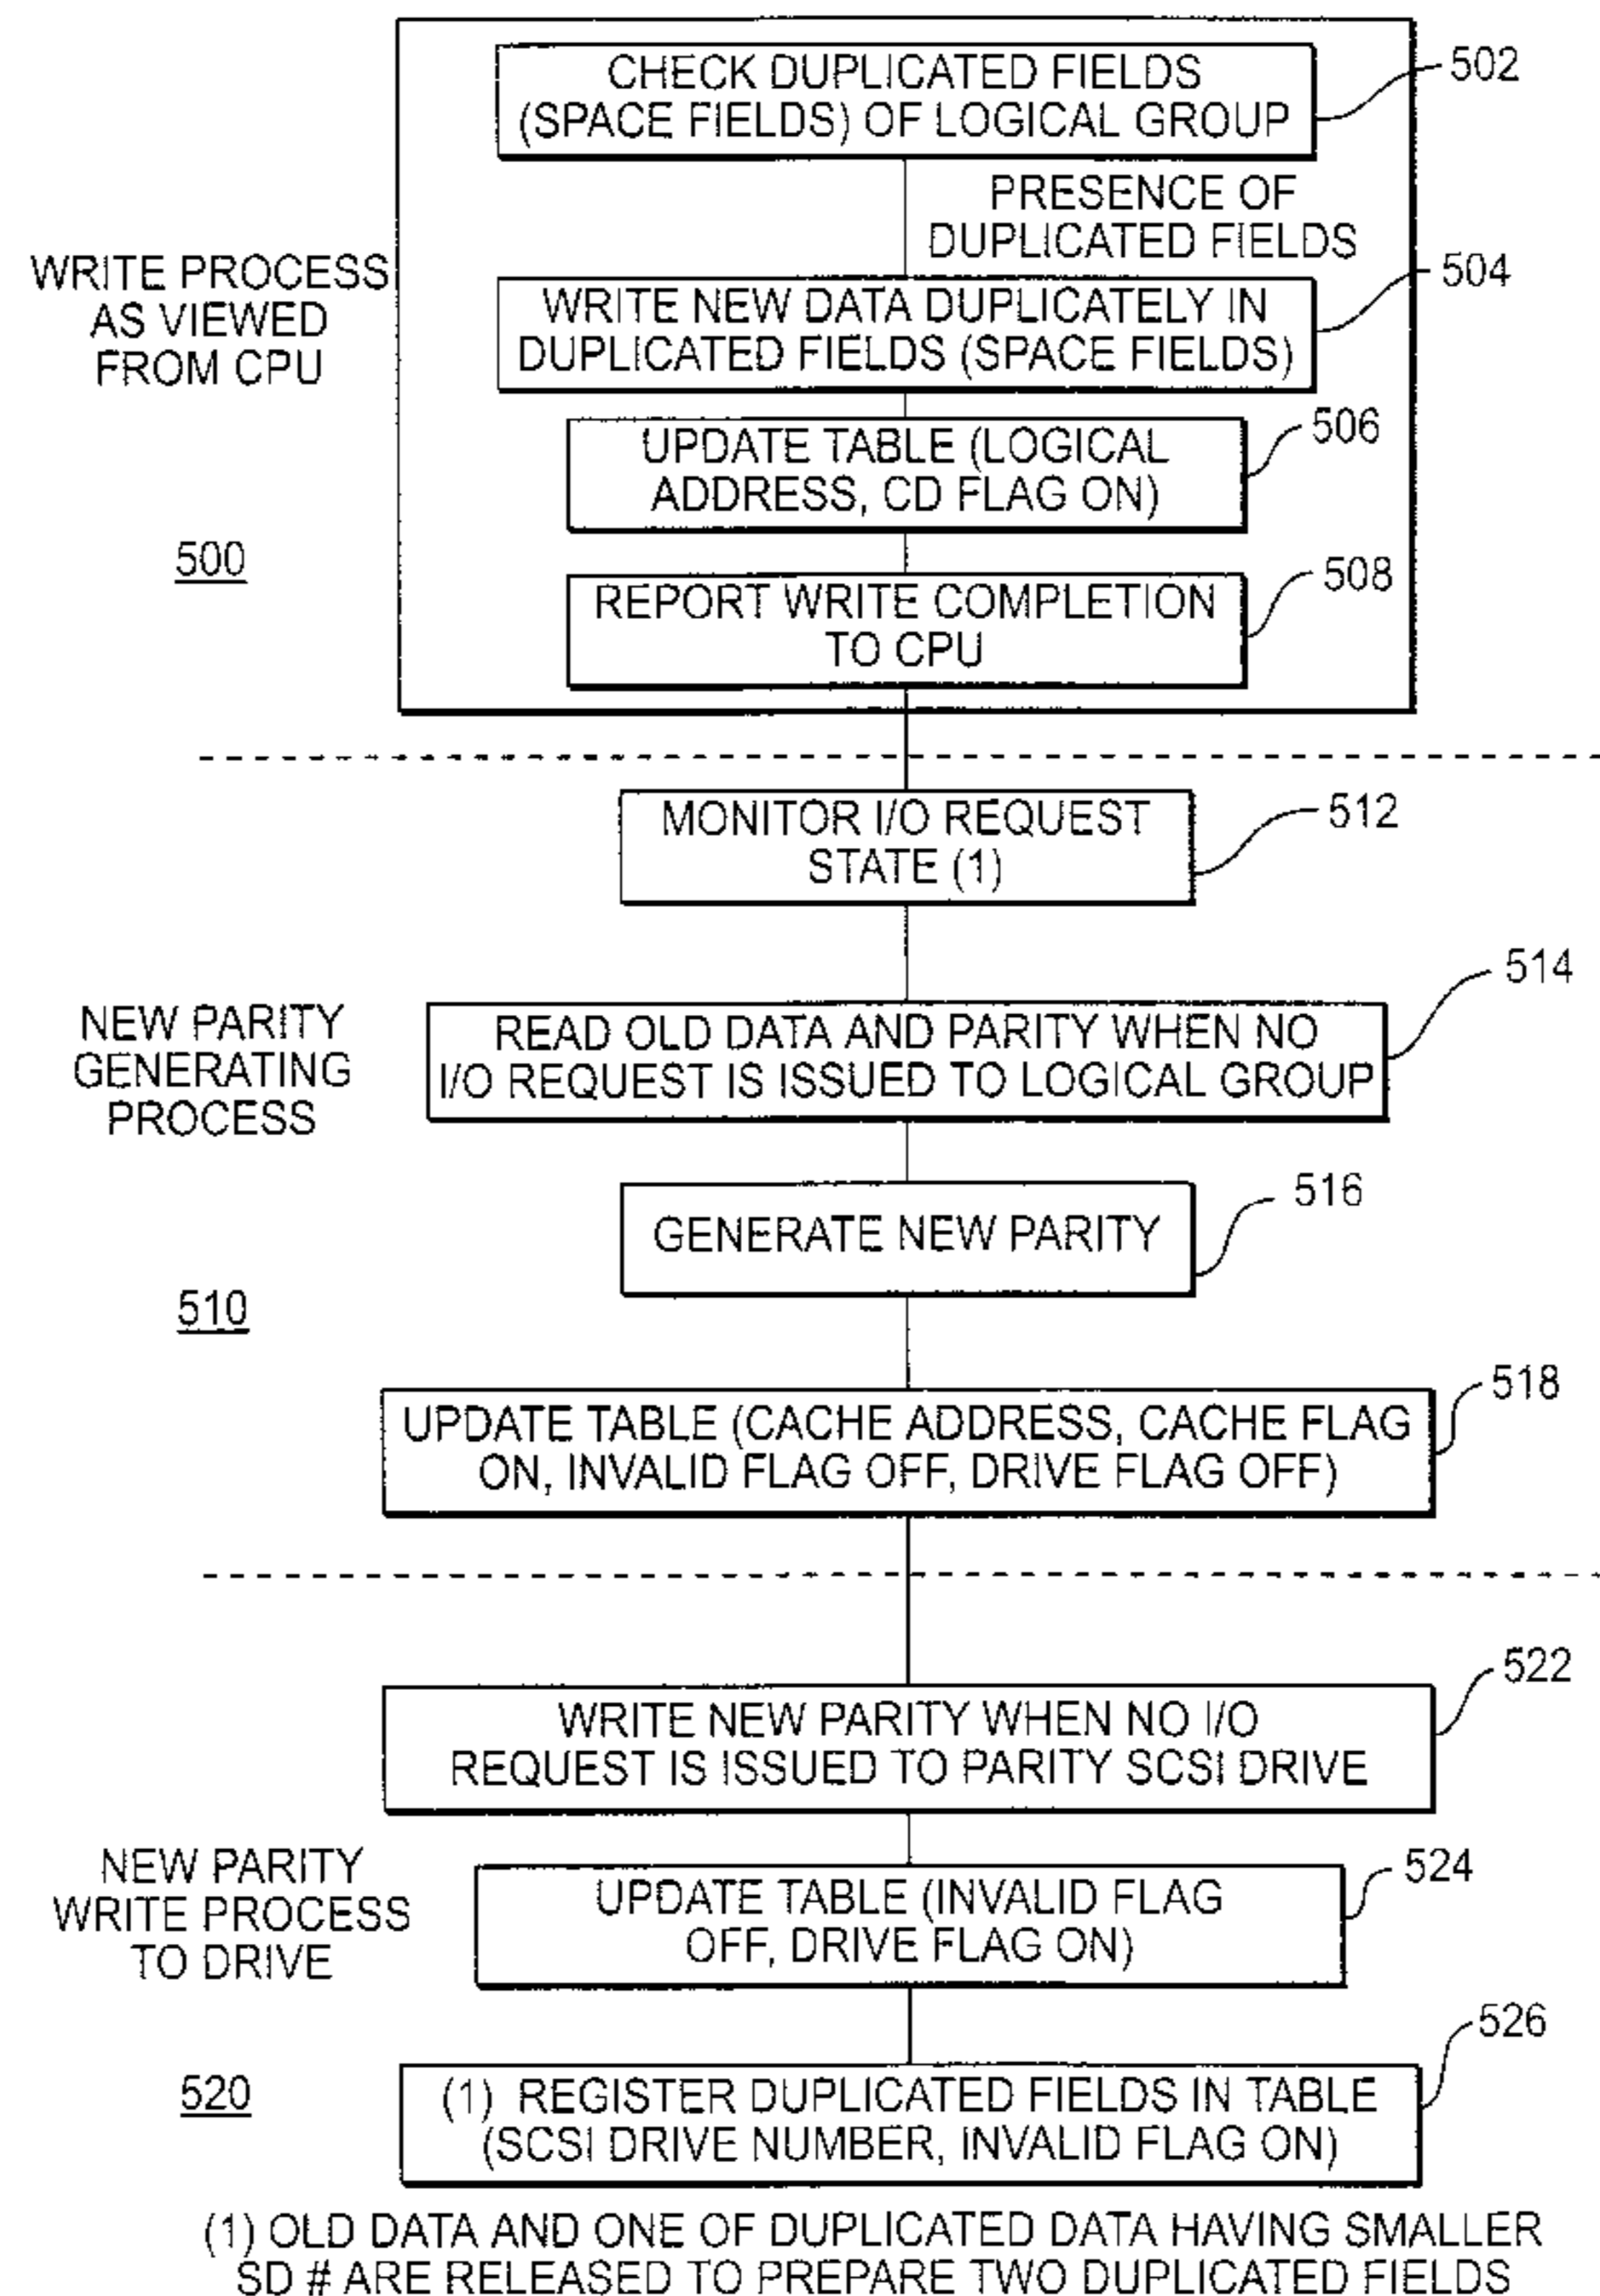 CHECK DUPLICATED FIELDS
(SPACE FIELDS) OF LOGICAL GROUP
502
PRESENCE OF
DUPLICATED FIELDS
WRITE PROCESS
AS VIEWED
FROM CPU
504
WRITE NEW DATA DUPLICATELY IN
DUPLICATED FIELDS (SPACE FIELDS)
506
UPDATE TABLE (LOGICAL
ADDRESS, CD FLAG ON)
500
508
REPORT WRITE COMPLETION
TO CPU
MONITOR I/O REQUEST
STATE (1)
512
514
NEW PARITY
GENERATING
PROCESS
READ OLD DATA AND PARITY WHEN NO
I/O REQUEST IS ISSUED TO LOGICAL GROUP
516
GENERATE NEW PARITY
510
518
UPDATE TABLE (CACHE ADDRESS, CACHE FLAG
ON, INVALID FLAG OFF, DRIVE FLAG OFF)
522
WRITE NEW PARITY WHEN NO I/O
REQUEST IS ISSUED TO PARITY SCSI DRIVE
NEW PARITY
WRITE PROCESS
TO DRIVE
524
UPDATE TABLE (INVALID FLAG
OFF, DRIVE FLAG ON)
526
520
(1) REGISTER DUPLICATED FIELDS IN TABLE
(SCSI DRIVE NUMBER, INVALID FLAG ON)
(1) OLD DATA AND ONE OF DUPLICATED DATA HAVING SMALLER
SD # ARE RELEASED TO PREPARE TWO DUPLICATED FIELDS